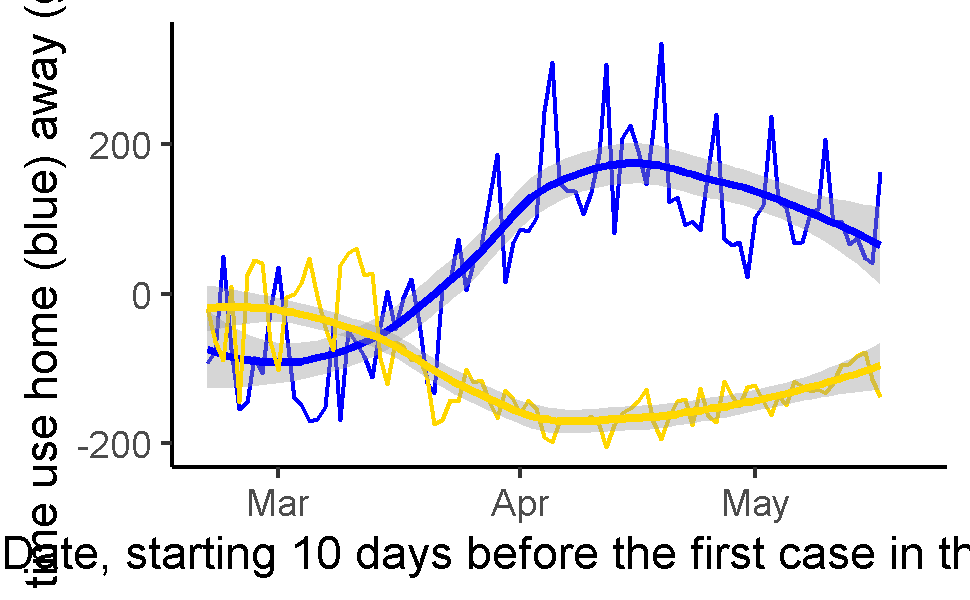 time use home (blue) away (
200
0
-200
Mar Apr May
Date, starting 10 days before the first case in th